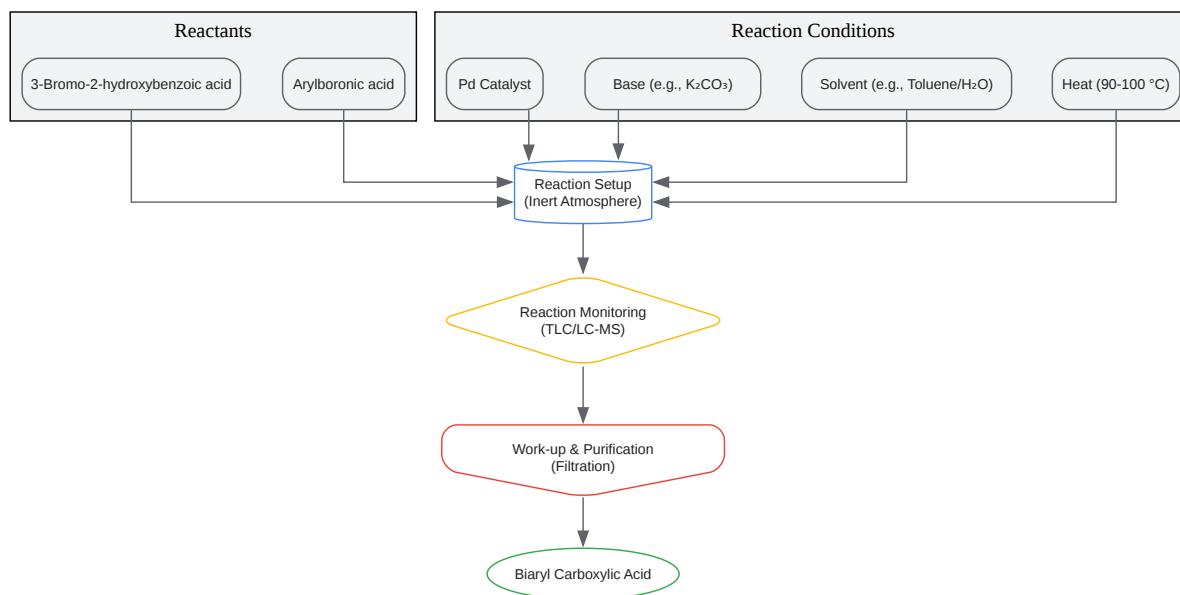 Reactants
Reaction Conditions
3-Bromo-2-hydroxybenzoic acid
Arylboronic acid
Pd Catalyst
Base (e.g., K₂CO₃)
Solvent (e.g., Toluene/H₂O)
Heat (90-100 °C)
Reaction Setup
(Inert Atmosphere)
Reaction Monitoring
(TLC/LC-MS)
Work-up & Purification
(Filtration)
Biaryl Carboxylic Acid